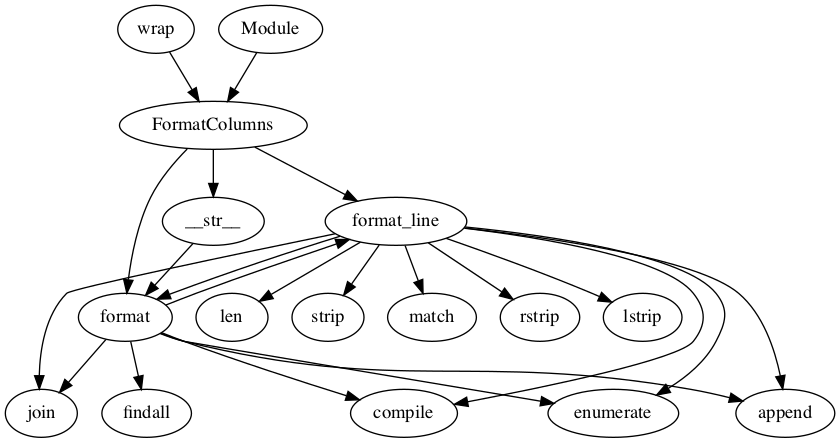 wrap Module
FormatColumns
__str__ format_line
format len strip match rstrip lstrip
join findall compile enumerate append